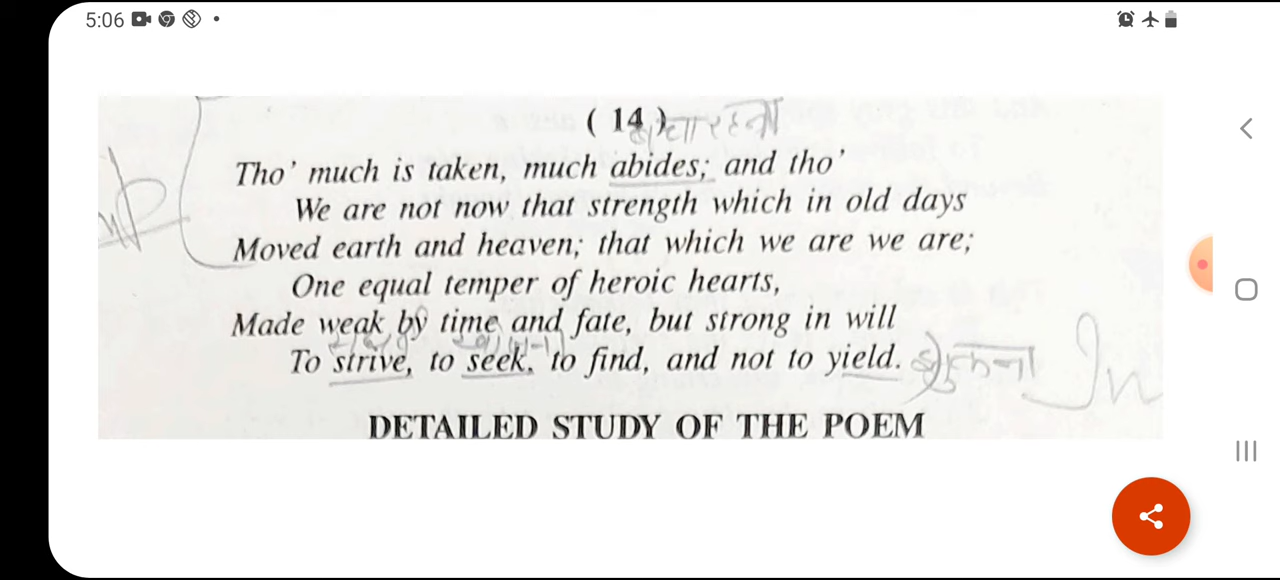 5:06
( 14 )
Tho' much is taken, much abides; and tho'
We are not now that strength which in old days
Moved earth and heaven; that which we are we are;
One equal temper of heroic hearts,
Made weak by time and fate, but strong in will
To strive, to seek, to find, and not to yield. झुकना In
DETAILED STUDY OF THE POEM